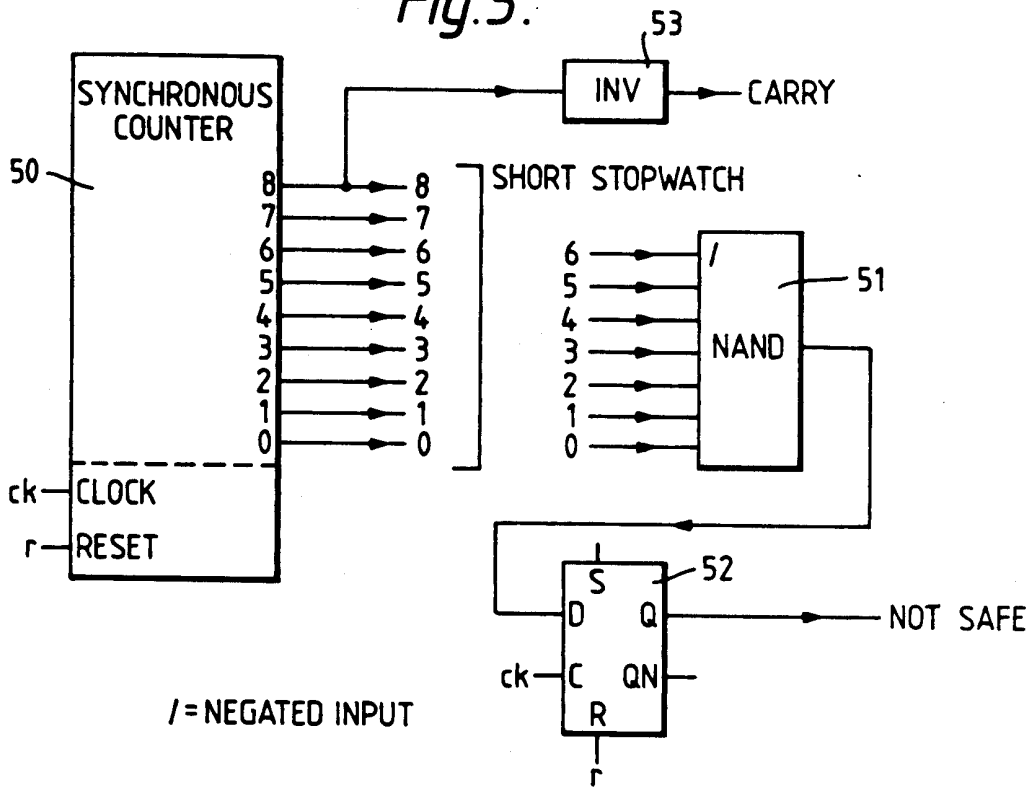 Fig.5.
53
INV
CARRY
SYNCHRONOUS
COUNTER
50
8
7
6
5
4
3
2
1
0
8
7
6
5
4
3
2
1
0
SHORT STOPWATCH
6
5
4
3
2
1
0
/
NAND
51
ck
CLOCK
r
RESET
S
52
D
Q
NOT SAFE
ck
C
QN
R
r
/= NEGATED INPUT